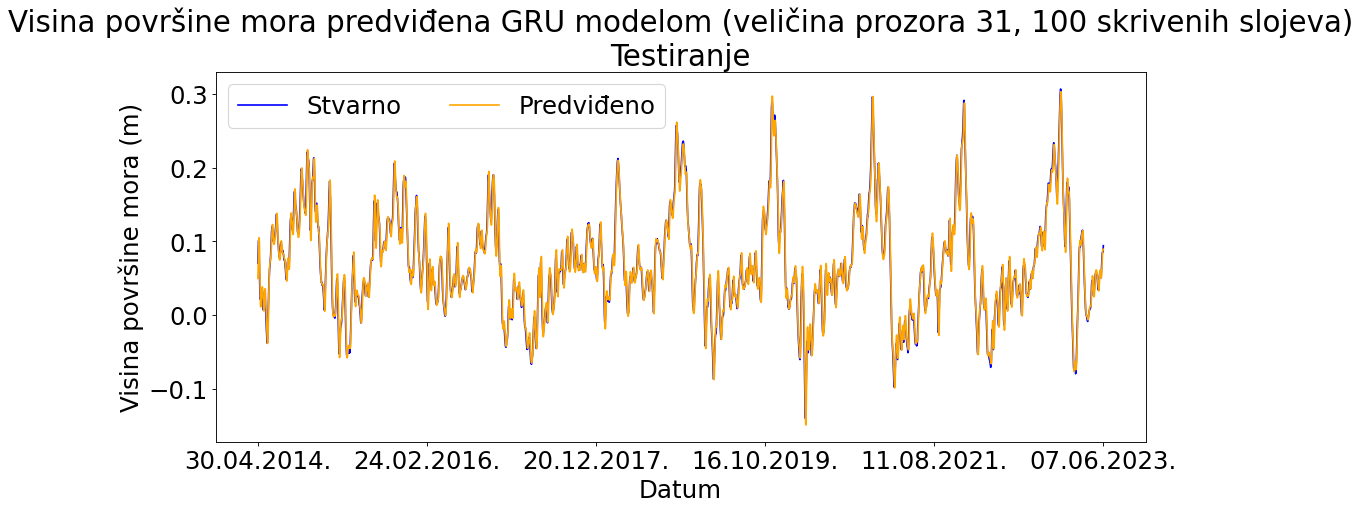 Visina površine mora predviđena GRU modelom (veličina prozora 31, 100 skrivenih slojeva)
Testiranje
Stvarno
Predviđeno
Visina površine mora (m)
0.3
0.2
0.1
0.0
−0.1
30.04.2014.
24.02.2016.
20.12.2017.
16.10.2019.
11.08.2021.
07.06.2023.
Datum